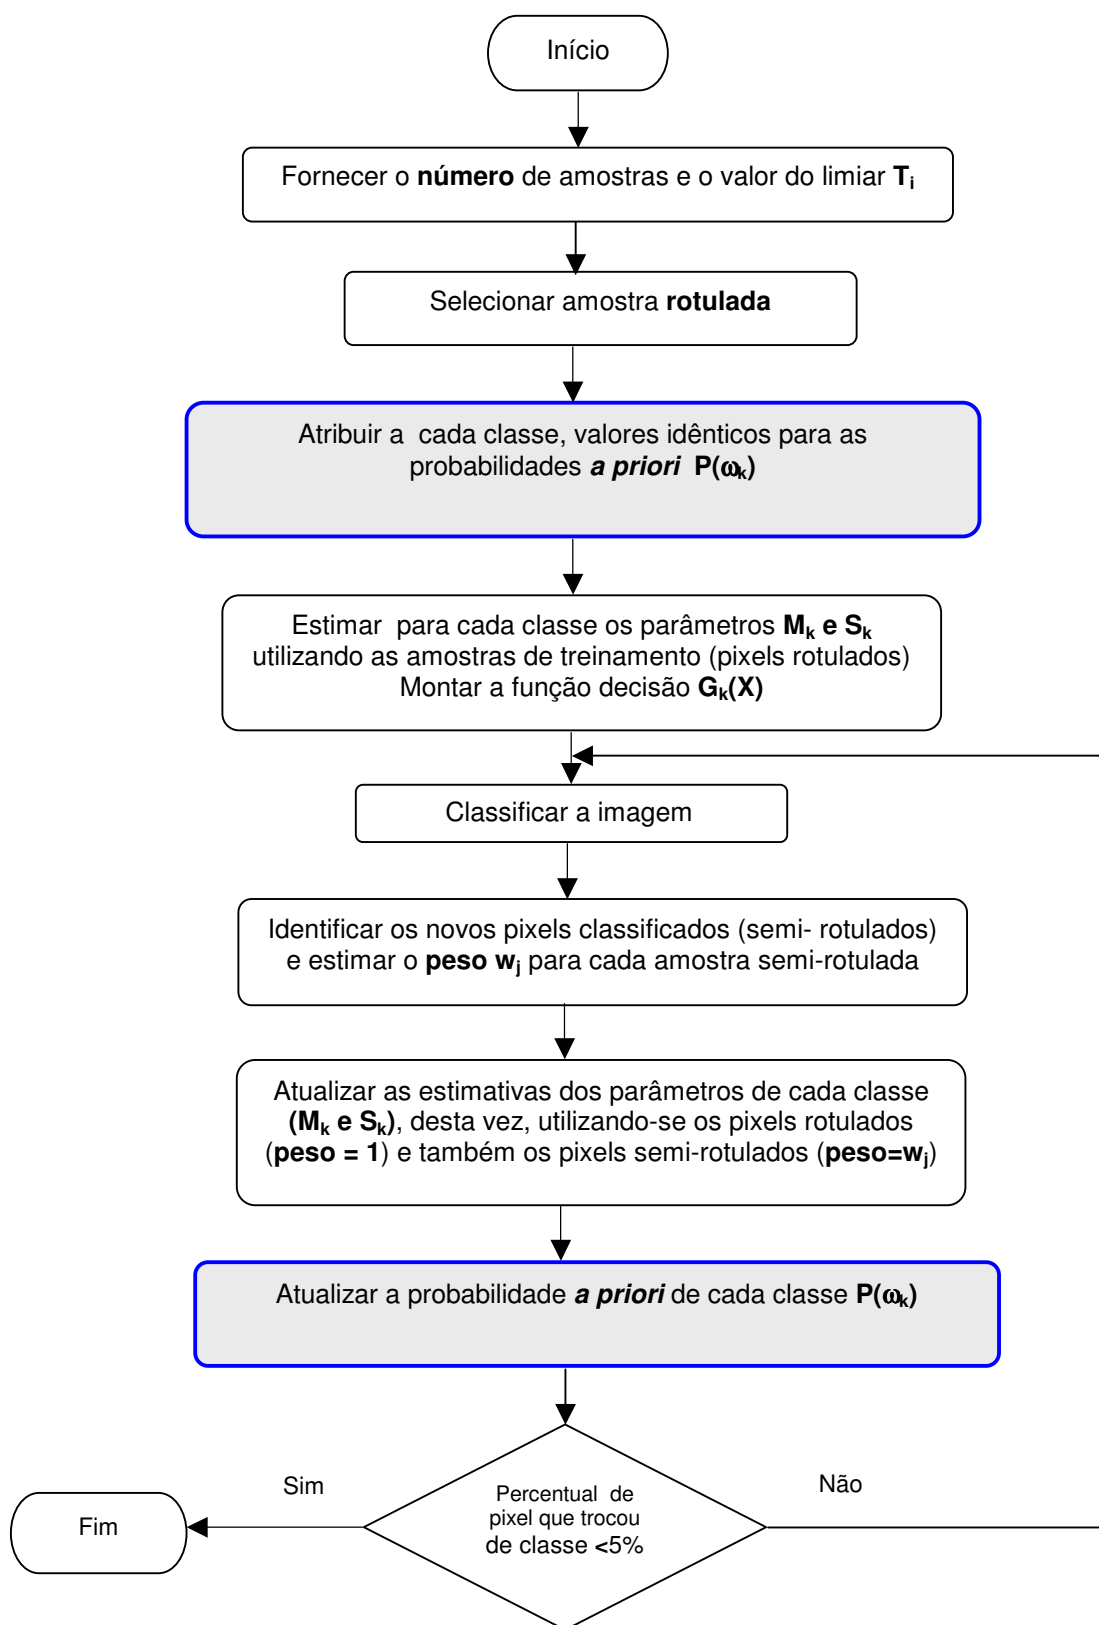 Início
Fornecer o número de amostras e o valor do limiar Tᵢ
Selecionar amostra rotulada
Atribuir a cada classe, valores idênticos para as
probabilidades a priori P(ωₖ)
Estimar para cada classe os parâmetros Mₖ e Sₖ
utilizando as amostras de treinamento (pixels rotulados)
Montar a função decisão Gₖ(X)
Classificar a imagem
Identificar os novos pixels classificados (semi- rotulados)
e estimar o peso wⱼ para cada amostra semi-rotulada
Atualizar as estimativas dos parâmetros de cada classe
(Mₖ e Sₖ), desta vez, utilizando-se os pixels rotulados
(peso = 1) e também os pixels semi-rotulados (peso=wⱼ)
Atualizar a probabilidade a priori de cada classe P(ωₖ)
Sim
Não
Percentual de
pixel que trocou
de classe <5%
Fim